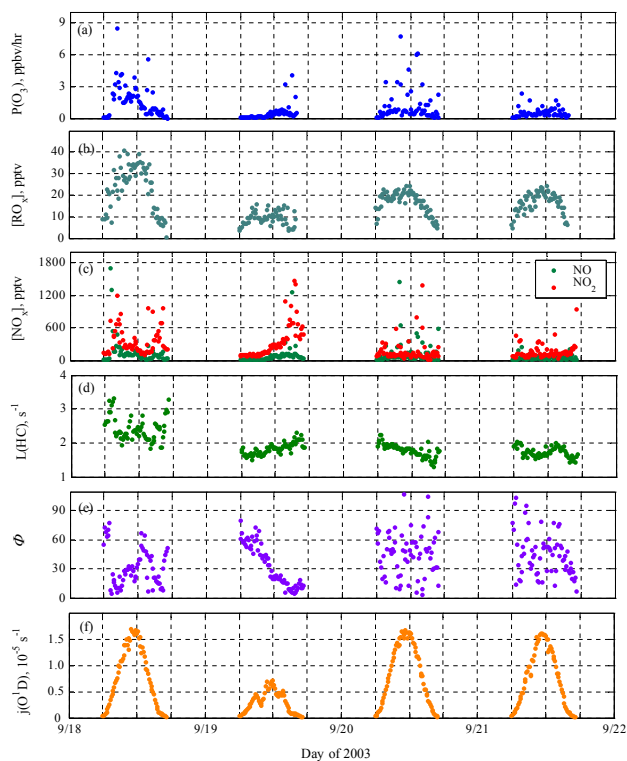 (a)
P(O3), ppbv/hr
9
6
3
0
(b)
[ROx], pptv
40
30
20
10
0
(c)
[NOx], pptv
1800
1200
600
0
NO
NO2
(d)
L(HC), s-1
4
3
2
1
(e)
Φ
90
60
30
0
(f)
j(O1D), 10-5 s-1
1.5
1.0
0.5
0
9/18 9/19 9/20 9/21 9/22
Day of 2003